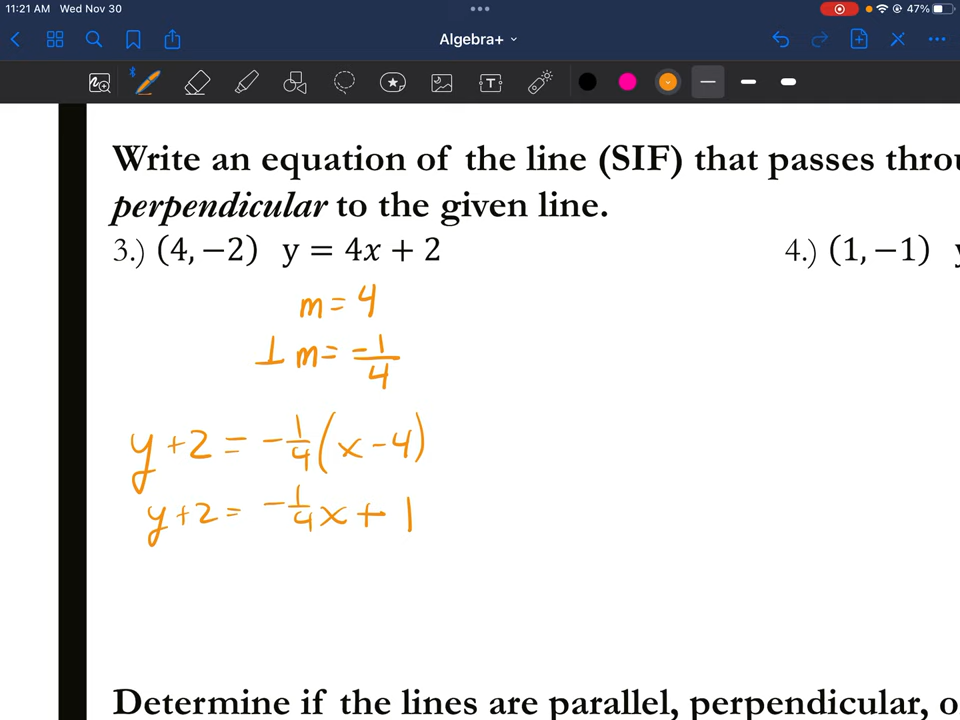 11:21 AM Wed Nov 30
47%
Algebra+
Write an equation of the line (SIF) that passes
perpendicular to the given line.
3.) (4, −2) y = 4x + 2
4.) (1, −1)
m = 4
⊥ m = -1/4
y + 2 = -1/4(x - 4)
y + 2 = -1/4x + 1
Determine if the lines are parallel, perpendicular,